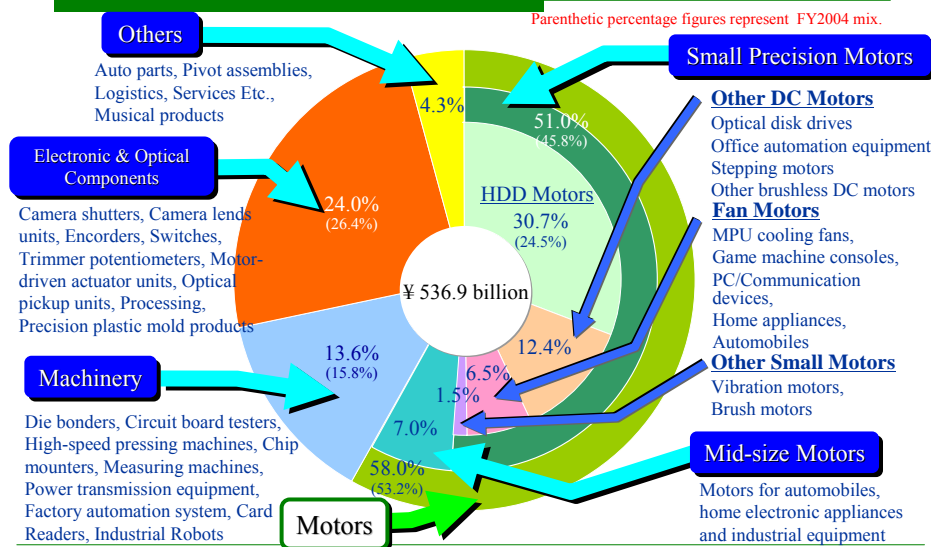 Parenthetic percentage figures represent FY2004 mix.
Others
Auto parts, Pivot assemblies,
Logistics, Services Etc.,
Musical products
4.3%
Small Precision Motors
51.0%
(45.8%)
Other DC Motors
Optical disk drives
Office automation equipment
Stepping motors
Other brushless DC motors
Fan Motors
MPU cooling fans,
Game machine consoles,
PC/Communication
devices,
Home appliances,
Automobiles
Other Small Motors
Vibration motors,
Brush motors
Electronic & Optical
Components
Camera shutters, Camera lends
units, Encorders, Switches,
Trimmer potentiometers, Motor-
driven actuator units, Optical
pickup units, Processing,
Precision plastic mold products
24.0%
(26.4%)
HDD Motors
30.7%
(24.5%)
¥ 536.9 billion
12.4%
6.5%
1.5%
7.0%
13.6%
(15.8%)
58.0%
(53.2%)
Machinery
Die bonders, Circuit board testers,
High-speed pressing machines, Chip
mounters, Measuring machines,
Power transmission equipment,
Factory automation system, Card
Readers, Industrial Robots
Motors
Mid-size Motors
Motors for automobiles,
home electronic appliances
and industrial equipment